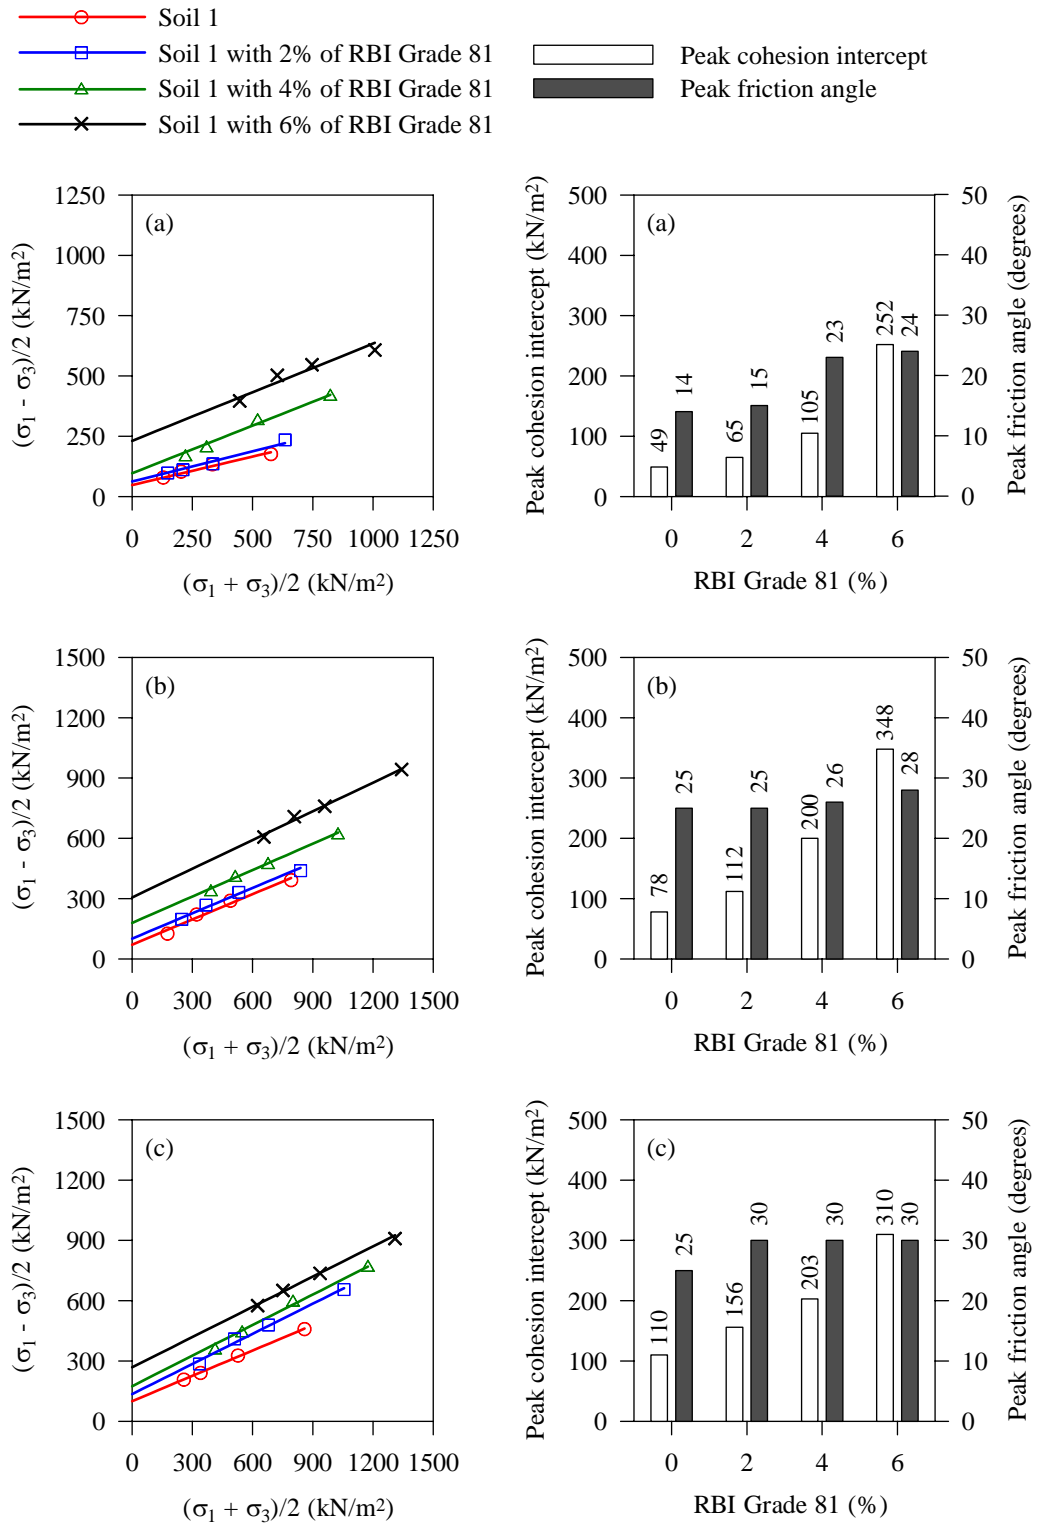 Soil 1
Soil 1 with 2% of RBI Grade 81
Soil 1 with 4% of RBI Grade 81
Soil 1 with 6% of RBI Grade 81
Peak cohesion intercept
Peak friction angle
(a)
1250
1000
750
500
250
0
0 250 500 750 1000 1250
(σ₁ - σ₃)/2 (kN/m²)
(σ₁ + σ₃)/2 (kN/m²)
(a)
Peak cohesion intercept (kN/m²)
500
400
300
200
100
0
49 14 65 15 105 23 252 24
50
40
30
20
10
0
Peak friction angle (degrees)
0 2 4 6
RBI Grade 81 (%)
(b)
1500
1200
900
600
300
0
0 300 600 900 1200 1500
(σ₁ - σ₃)/2 (kN/m²)
(σ₁ + σ₃)/2 (kN/m²)
(b)
Peak cohesion intercept (kN/m²)
500
400
300
200
100
0
78 25 112 25 200 26 348 28
50
40
30
20
10
0
Peak friction angle (degrees)
0 2 4 6
RBI Grade 81 (%)
(c)
1500
1200
900
600
300
0
0 300 600 900 1200 1500
(σ₁ - σ₃)/2 (kN/m²)
(σ₁ + σ₃)/2 (kN/m²)
(c)
Peak cohesion intercept (kN/m²)
500
400
300
200
100
0
110 25 156 30 203 30 310 30
50
40
30
20
10
0
Peak friction angle (degrees)
0 2 4 6
RBI Grade 81 (%)